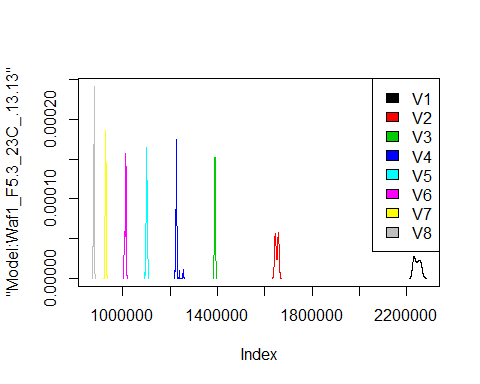 "Model:Waf1_F5.3_23C_.13.13"
0.00020
0.00010
0.00000
V1
V2
V3
V4
V5
V6
V7
V8
1000000 1400000 1800000 2200000
Index